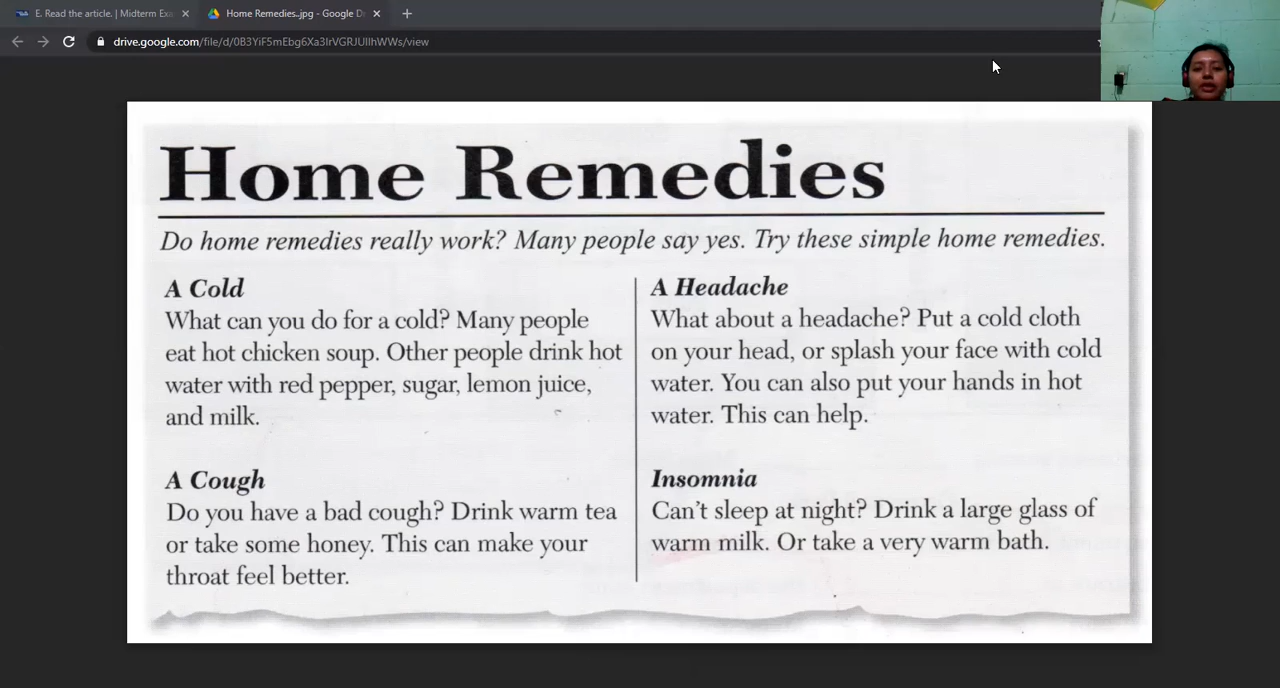 E. Read the article. | Midterm Exa
Home Remedies..jpg - Google D
drive.google.com/file/d/0B3YiF5mEbg6Xa3lrVGRJUllhWWs/view
Home Remedies
Do home remedies really work? Many people say yes. Try these simple home remedies.
A Cold
What can you do for a cold? Many people
eat hot chicken soup. Other people drink hot
water with red pepper, sugar, lemon juice,
and milk.
A Cough
Do you have a bad cough? Drink warm tea
or take some honey. This can make your
throat feel better.
A Headache
What about a headache? Put a cold cloth
on your head, or splash your face with cold
water. You can also put your hands in hot
water. This can help.
Insomnia
Can't sleep at night? Drink a large glass of
warm milk. Or take a very warm bath.